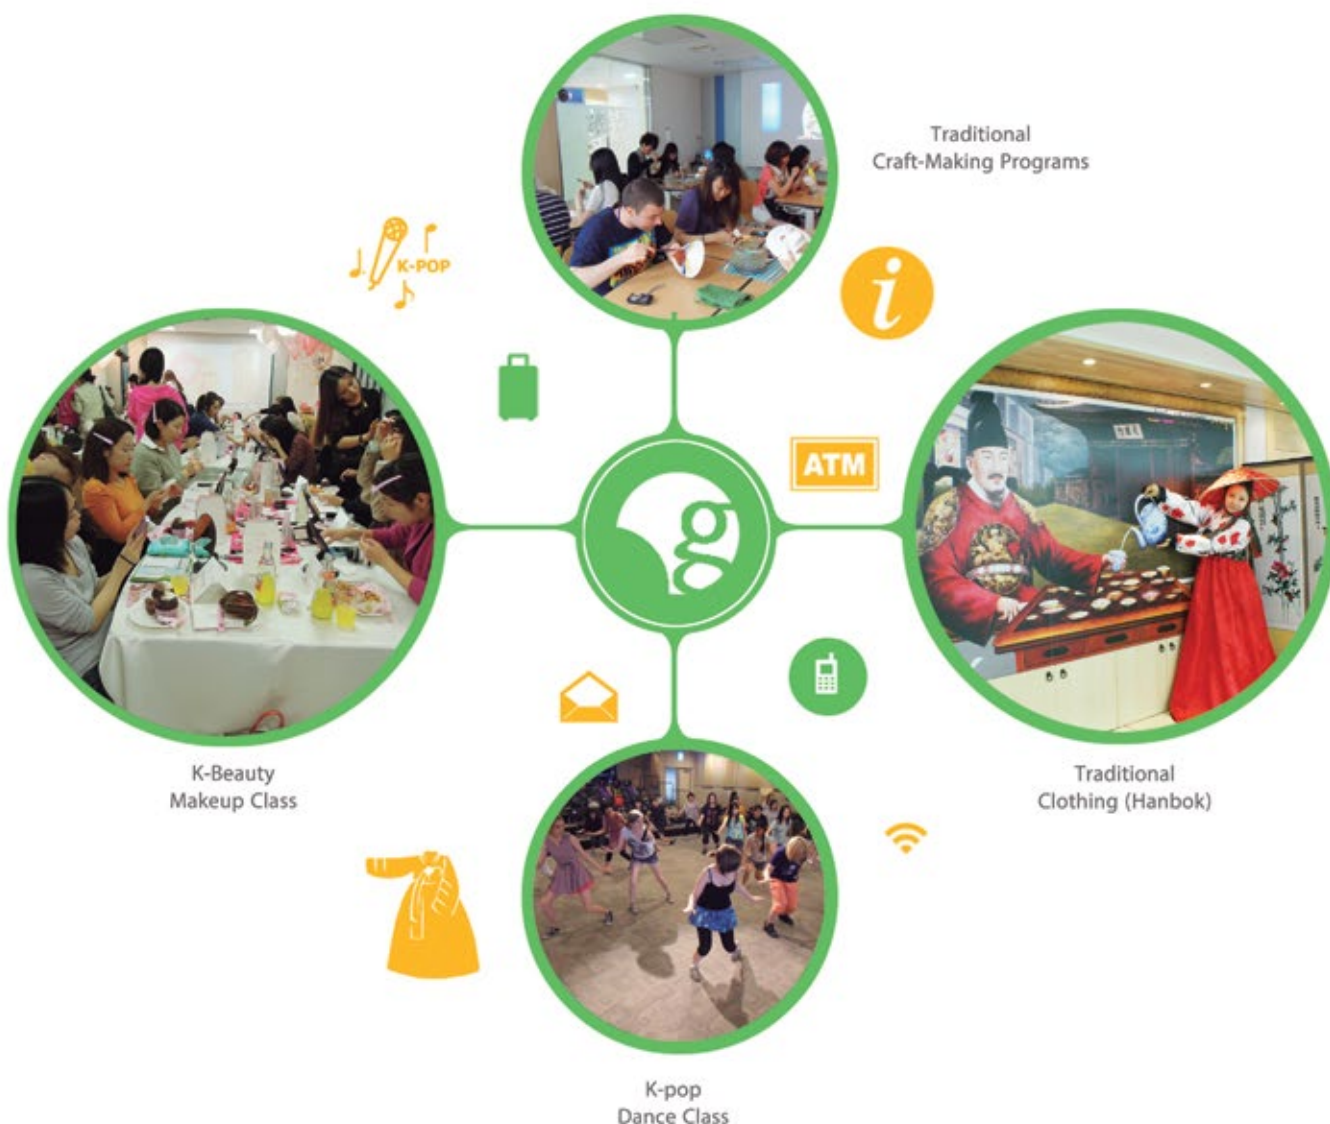 Traditional
Craft-Making Programs
K-POP
i
ATM
g
K-Beauty
Makeup Class
Traditional
Clothing (Hanbok)
K-pop
Dance Class